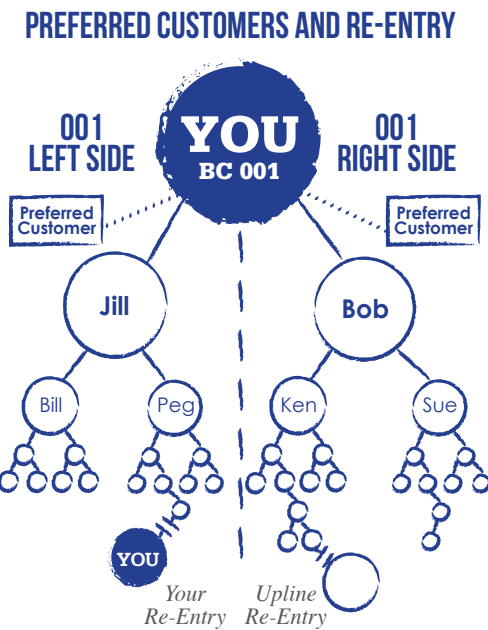 PREFERRED CUSTOMERS AND RE-ENTRY
001
LEFT SIDE
YOU
BC 001
001
RIGHT SIDE
Preferred
Customer
Preferred
Customer
Jill
Bob
Bill
Peg
Ken
Sue
YOU
Your
Re-Entry
Upline
Re-Entry